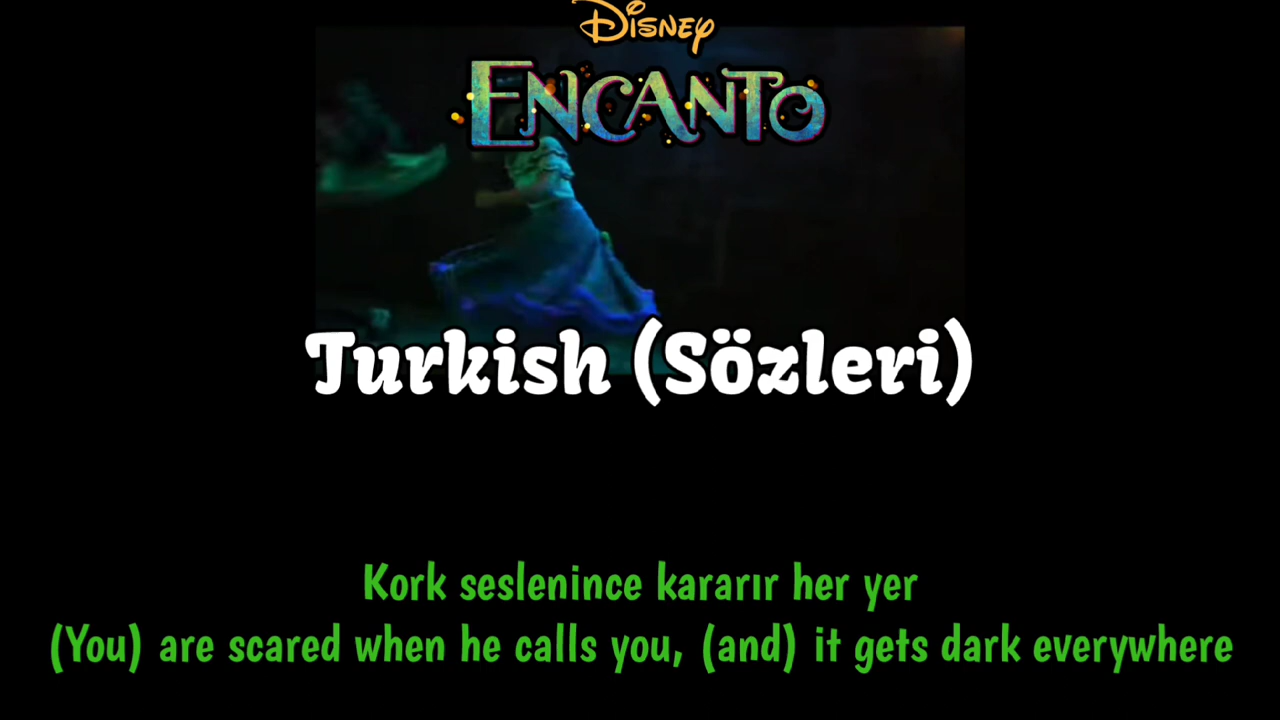 Disney
ENCANTO
Turkish (Sözleri)
Kork seslenince kararır her yer
(You) are scared when he calls you, (and) it gets dark everywhere